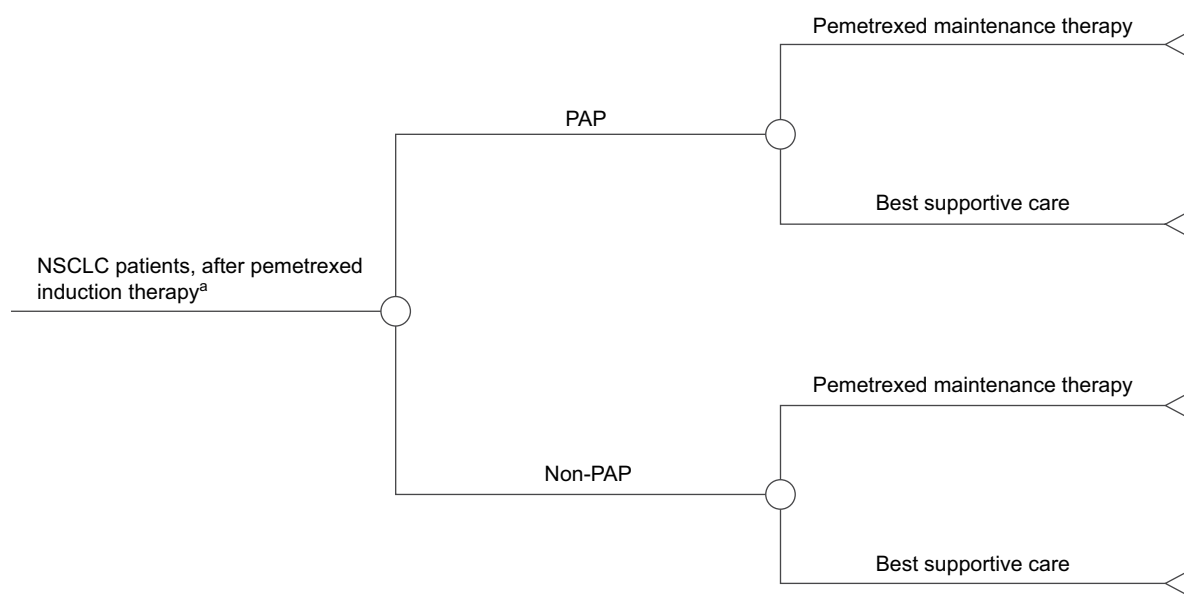 Pemetrexed maintenance therapy
PAP
Best supportive care
NSCLC patients, after pemetrexed
induction therapyᵃ
Pemetrexed maintenance therapy
Non-PAP
Best supportive care